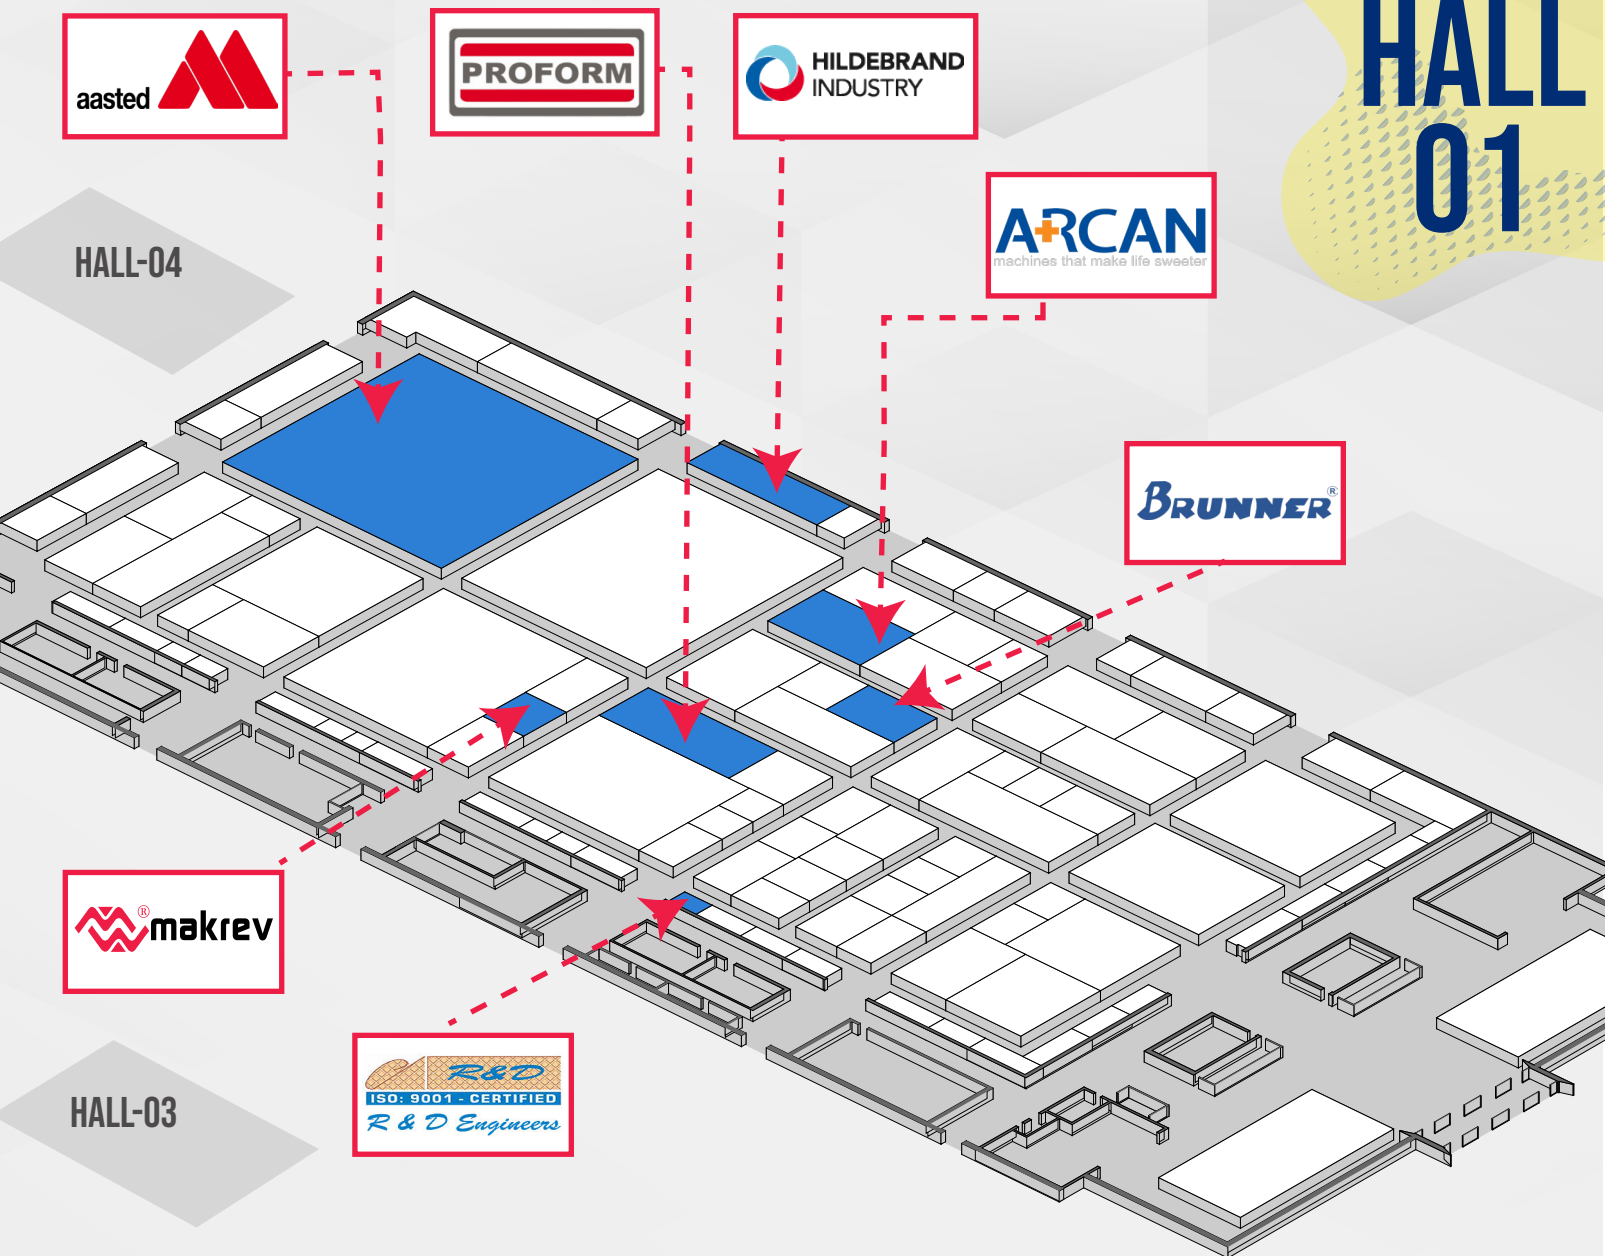 HALL
01
aasted
PROFORM
HILDEBRAND
INDUSTRY
ARCAN
machines that make life sweeter
HALL-04
BRUNNER®
®
makrev
R&D
ISO: 9001 - CERTIFIED
R & D Engineers
HALL-03